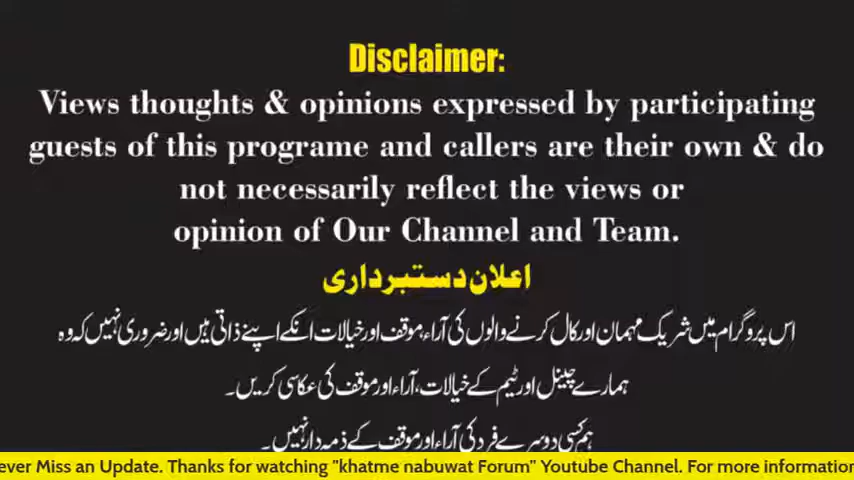 Disclaimer:
Views thoughts & opinions expressed by participating
guests of this programe and callers are their own & do
not necessarily reflect the views or
opinion of Our Channel and Team.
اعلان دستبرداری
اس پروگرام میں شریک مہمان اور کال کرنے والوں کی آراء، موقف اور خیالات انکے اپنے ذاتی ہیں اور ضروری نہیں کہ وہ
ہمارے چینل اور ٹیم کے خیالات، آراء اور موقف کی عکاسی کریں۔
ہم کسی دوسرے فرد کی آراء اور موقف کے ذمہ دار نہیں۔
ever Miss an Update. Thanks for watching "khatme nabuwat Forum" Youtube Channel. For more information